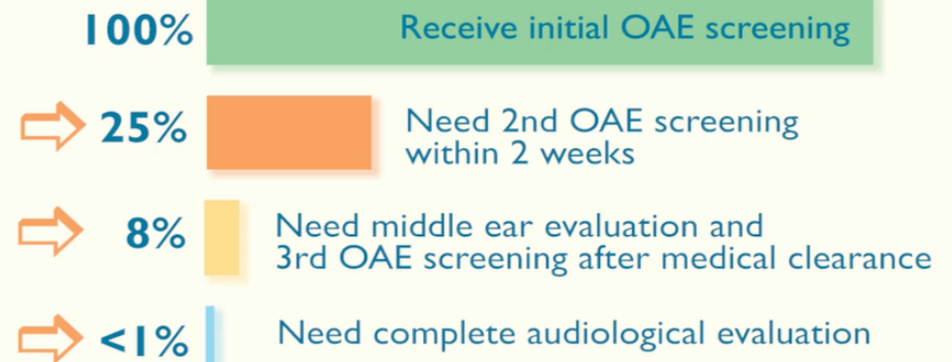 100% Receive initial OAE screening
25% Need 2nd OAE screening
within 2 weeks
8% Need middle ear evaluation and
3rd OAE screening after medical clearance
<1% Need complete audiological evaluation